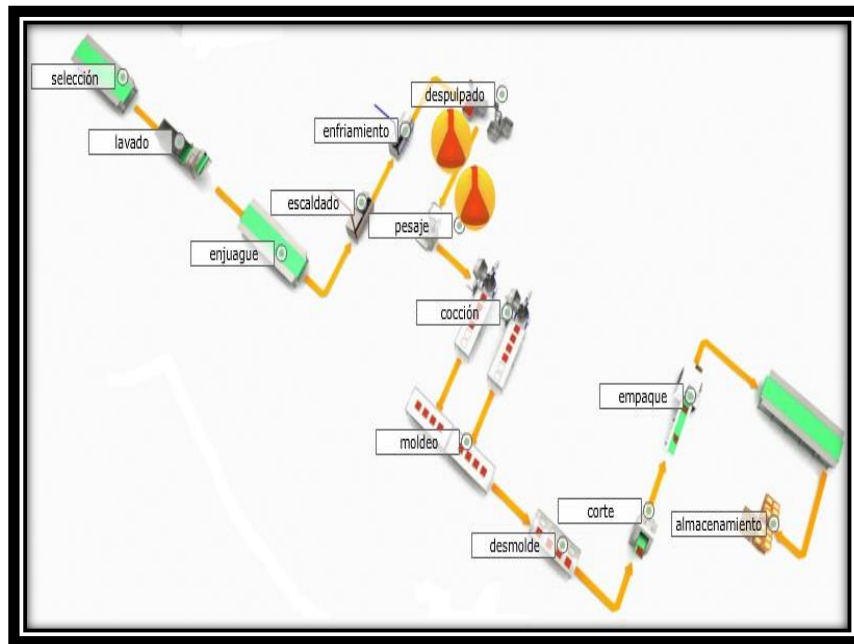 selección
lavado
enjuague
escaldado
enfriamiento
despulpado
pesaje
cocción
moldeo
desmolde
corte
empaque
almacenamiento